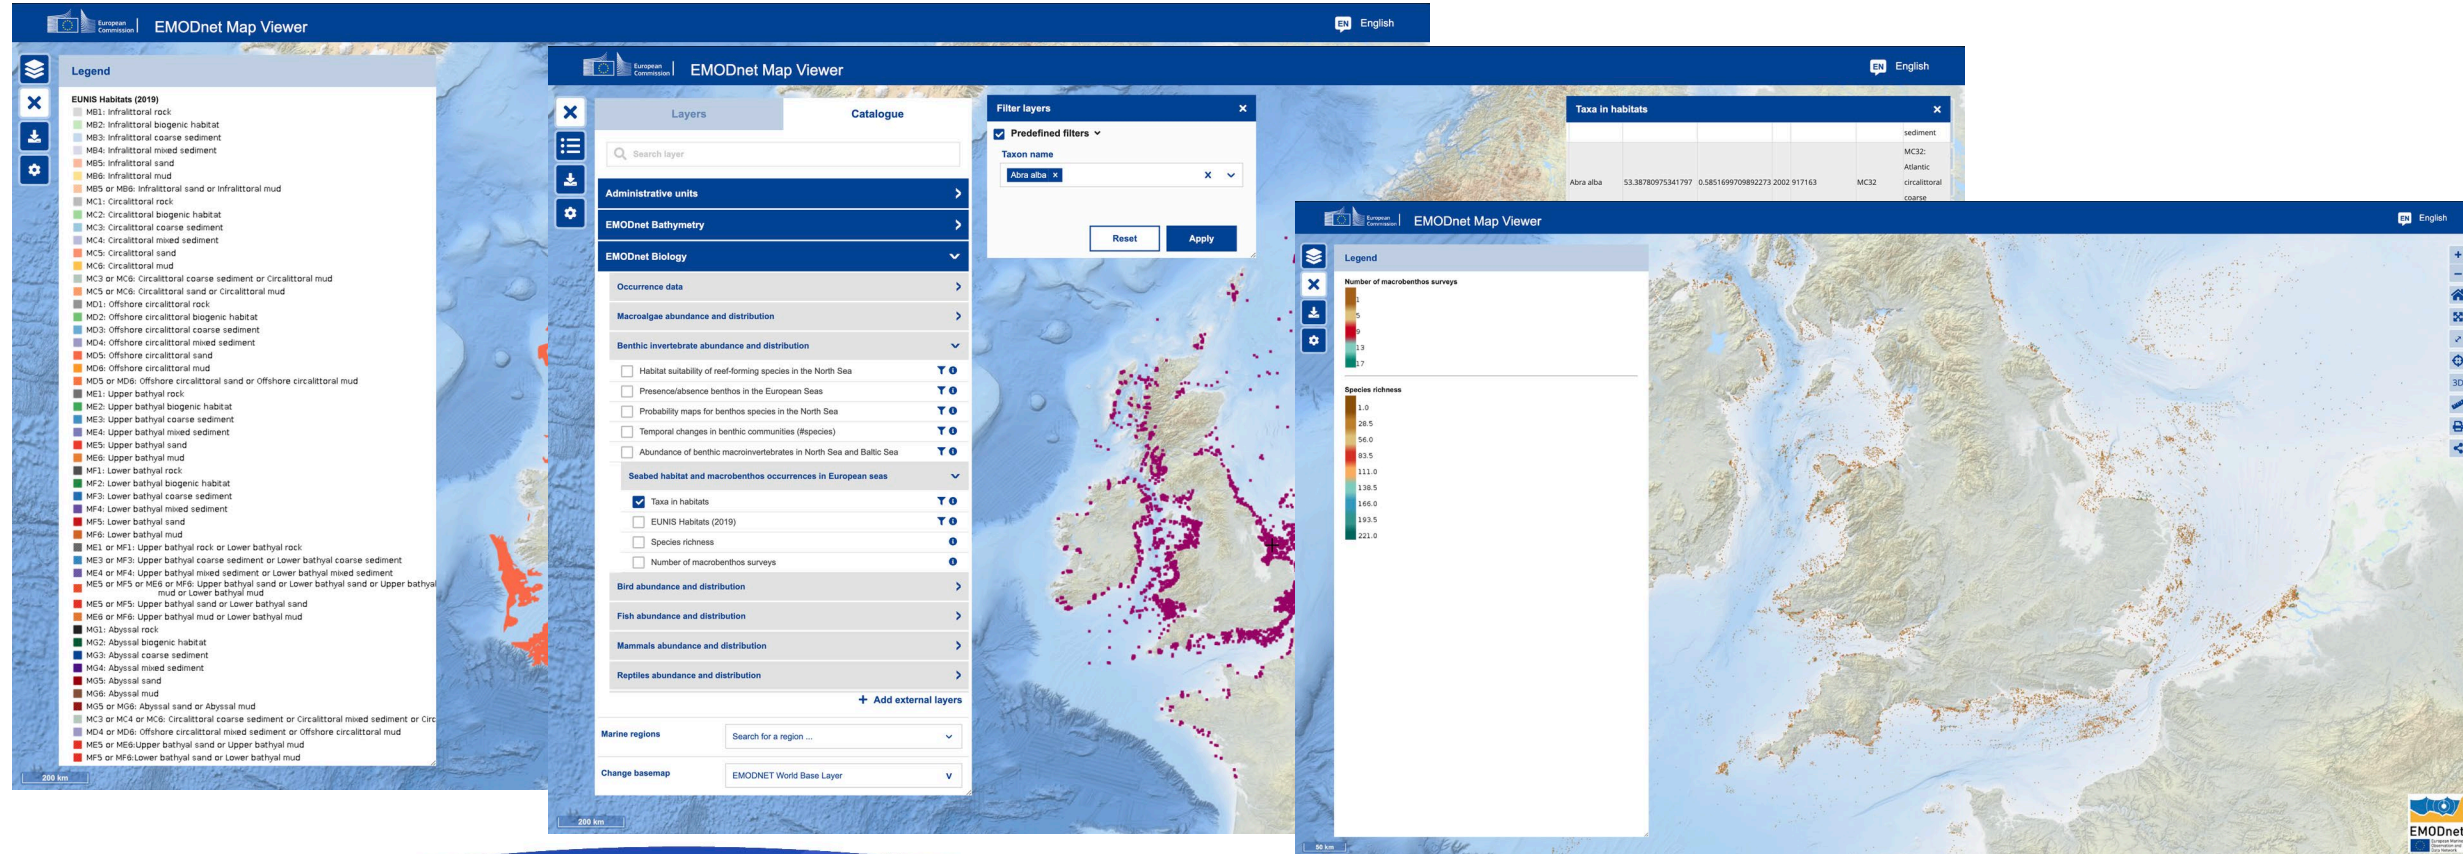 European
Commission
EMODnet Map Viewer
EN English
Legend
EUNIS Habitats (2019)
MB1: Infralittoral rock
MB2: Infralittoral biogenic habitat
MB3: Infralittoral coarse sediment
MB4: Infralittoral mixed sediment
MB5: Infralittoral sand
MB6: Infralittoral mud
MB5 or MB6: Infralittoral sand or Infralittoral mud
MC1: Circalittoral rock
MC2: Circalittoral biogenic habitat
MC3: Circalittoral coarse sediment
MC4: Circalittoral mixed sediment
MC5: Circalittoral sand
MC6: Circalittoral mud
MC3 or MC6: Circalittoral coarse sediment or Circalittoral mud
MC5 or MC6: Circalittoral sand or Circalittoral mud
MD1: Offshore circalittoral rock
MD2: Offshore circalittoral biogenic habitat
MD3: Offshore circalittoral coarse sediment
MD4: Offshore circalittoral mixed sediment
MD5: Offshore circalittoral sand
MD6: Offshore circalittoral mud
MD5 or MD6: Offshore circalittoral sand or Offshore circalittoral mud
ME1: Upper bathyal rock
ME2: Upper bathyal biogenic habitat
ME3: Upper bathyal coarse sediment
ME4: Upper bathyal mixed sediment
ME5: Upper bathyal sand
ME6: Upper bathyal mud
MF1: Lower bathyal rock
MF2: Lower bathyal biogenic habitat
MF3: Lower bathyal coarse sediment
MF4: Lower bathyal mixed sediment
MF5: Lower bathyal sand
MF6: Lower bathyal mud
ME1 or MF1: Upper bathyal rock or Lower bathyal rock
ME3 or MF3: Upper bathyal coarse sediment or Lower bathyal coarse sediment
ME4 or MF4: Upper bathyal mixed sediment or Lower bathyal mixed sediment
ME5 or MF5 or ME6 or MF6: Upper bathyal sand or Lower bathyal sand or Upper bathyal
mud or Lower bathyal mud
ME5 or MF5: Upper bathyal sand or Lower bathyal sand
ME6 or MF6: Upper bathyal mud or Lower bathyal mud
MG1: Abyssal rock
MG2: Abyssal biogenic habitat
MG3: Abyssal coarse sediment
MG4: Abyssal mixed sediment
MG5: Abyssal sand
MG6: Abyssal mud
MG5 or MG6: Abyssal sand or Abyssal mud
MC3 or MC4 or MC6: Circalittoral coarse sediment or Circalittoral mixed sediment or Circ
MD4 or MD6: Offshore circalittoral mixed sediment or Offshore circalittoral mud
ME5 or ME6:Upper bathyal sand or Upper bathyal mud
MF5 or MF6:Lower bathyal sand or Lower bathyal mud
200 km
European
Commission
EMODnet Map Viewer
EN English
Layers
Catalogue
Search layer
Administrative units
EMODnet Bathymetry
EMODnet Biology
Occurrence data
Macroalgae abundance and distribution
Benthic invertebrate abundance and distribution
Habitat suitability of reef-forming species in the North Sea
Presence/absence benthos in the European Seas
Probability maps for benthos species in the North Sea
Temporal changes in benthic communities (#species)
Abundance of benthic macroinvertebrates in North Sea and Baltic Sea
Seabed habitat and macrobenthos occurrences in European seas
Taxa in habitats
EUNIS Habitats (2019)
Species richness
Number of macrobenthos surveys
Bird abundance and distribution
Fish abundance and distribution
Mammals abundance and distribution
Reptiles abundance and distribution
+ Add external layers
Marine regions
Search for a region ...
Change basemap
EMODNET World Base Layer
200 km
Filter layers
Predefined filters
Taxon name
Abra alba ×
Reset
Apply
Taxa in habitats
sediment
MC32:
Atlantic
Abra alba 53.38780975341797 0.5851699709892273 2002 917163 MC32 circalittoral
coarse
European
Commission
EMODnet Map Viewer
EN English
Legend
Number of macrobenthos surveys
1
5
9
13
17
Species richness
1.0
28.5
56.0
83.5
111.0
138.5
166.0
193.5
221.0
3D
50 km
EMODnet
European Marine
Observation and
Data Network